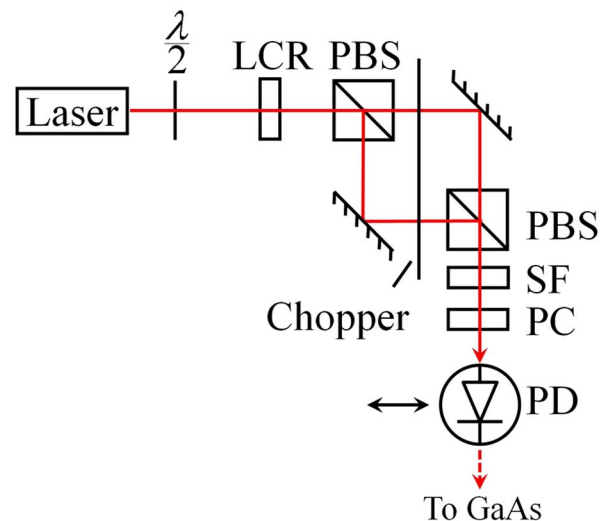 λ
2
LCR PBS
Laser
PBS
SF
Chopper
PC
PD
To GaAs